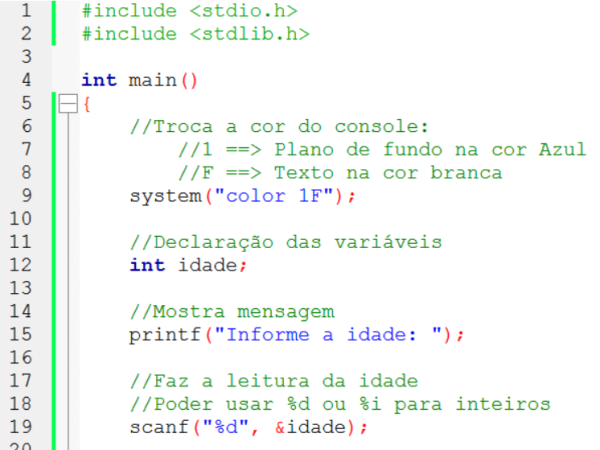 1 #include <stdio.h>
2 #include <stdlib.h>
3
4 int main()
5 {
6 //Troca a cor do console:
7 //1 ==> Plano de fundo na cor Azul
8 //F ==> Texto na cor branca
9 system("color 1F");
10
11 //Declaração das variáveis
12 int idade;
13
14 //Mostra mensagem
15 printf("Informe a idade: ");
16
17 //Faz a leitura da idade
18 //Poder usar %d ou %i para inteiros
19 scanf("%d", &idade);
20